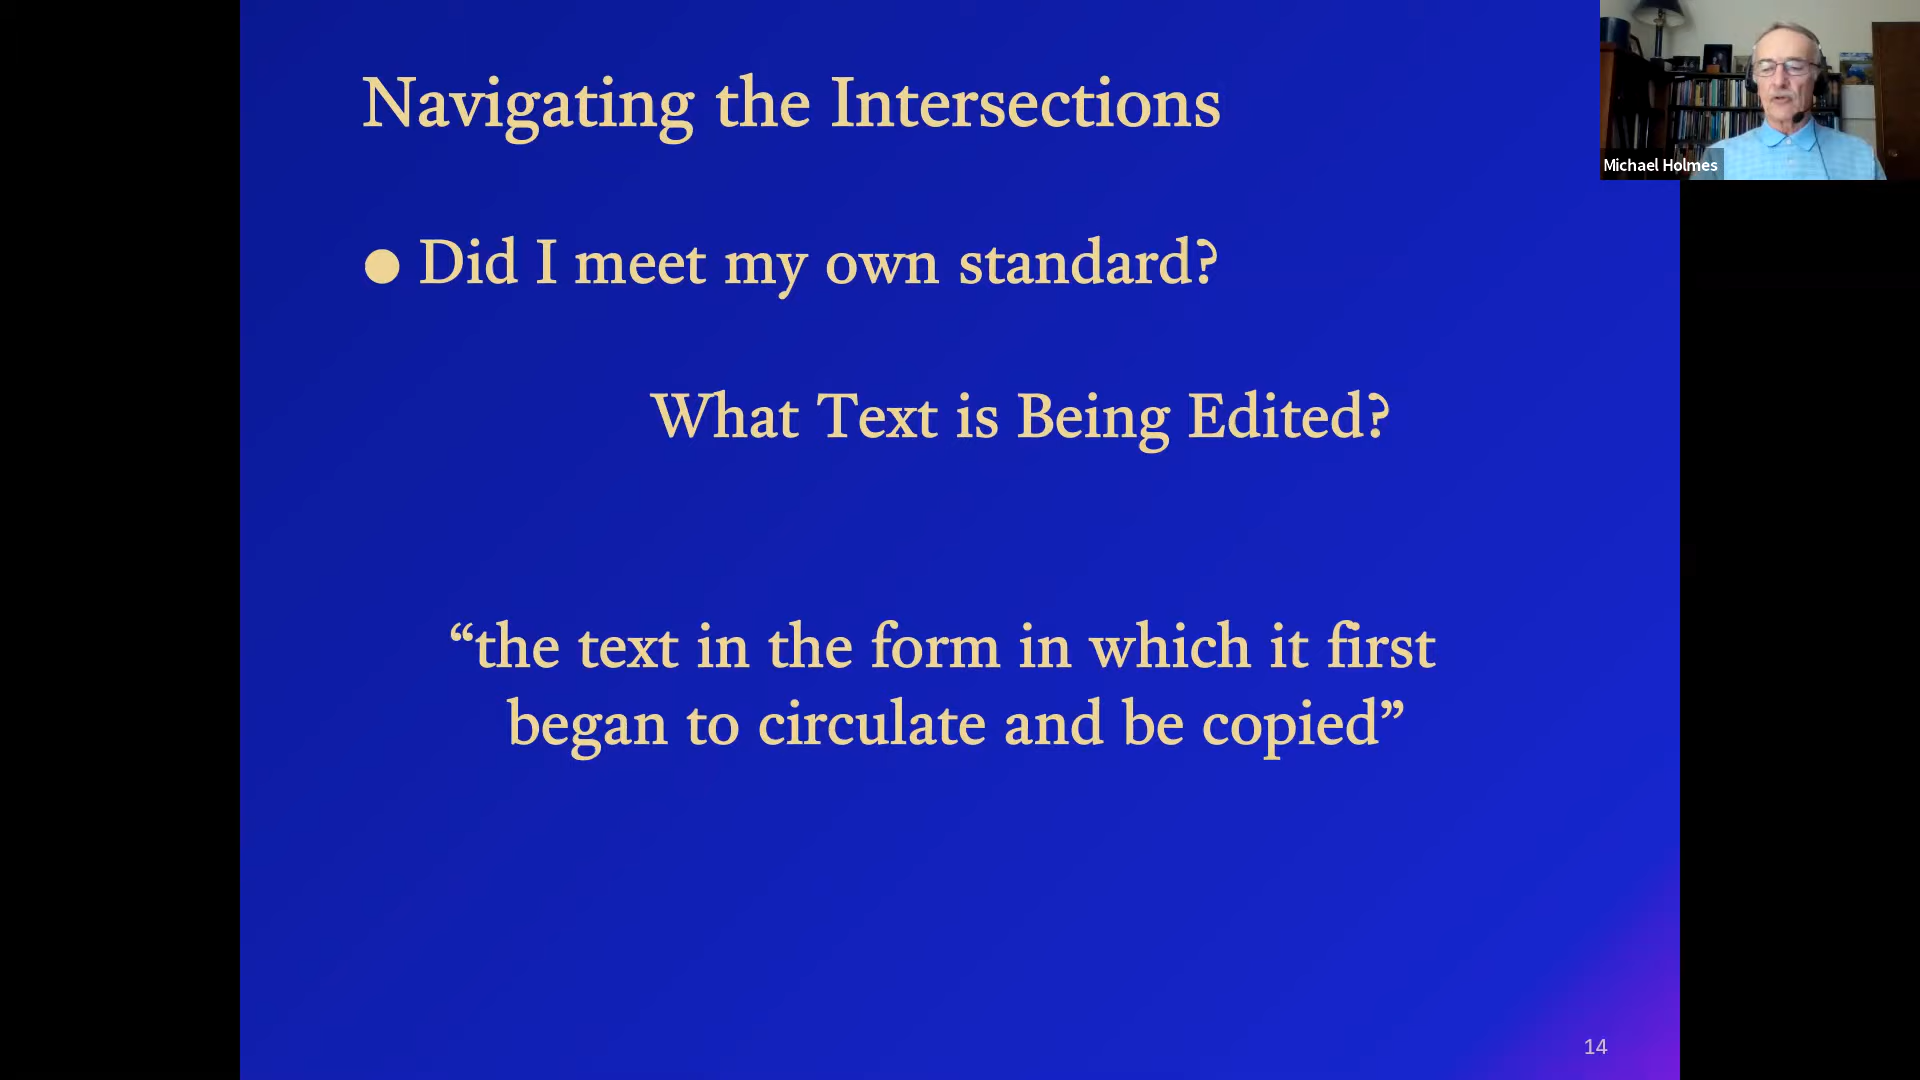 Navigating the Intersections
Michael Holmes
● Did I meet my own standard?
What Text is Being Edited?
“the text in the form in which it first
began to circulate and be copied”
14